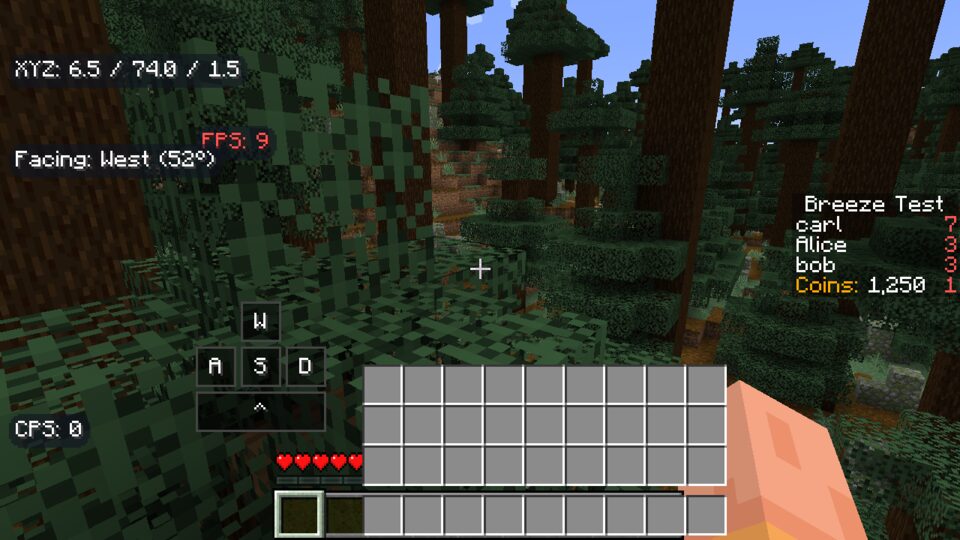 XYZ: 6.5 / 74.0 / 1.5
FPS: 9
Facing: West (52º)
Breeze Test
carl 7
Alice 3
bob 3
Coins: 1,250 1
W
A S D
^
CPS: 0